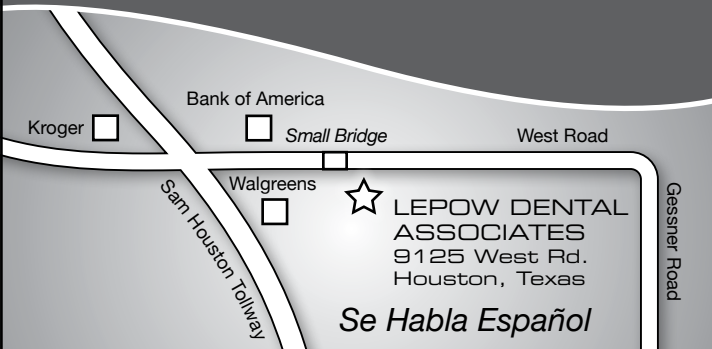 Bank of America
Kroger
Small Bridge
West Road
Walgreens
Sam Houston Tollway
Gessner Road
LEPOW DENTAL
ASSOCIATES
9125 West Rd.
Houston, Texas
Se Habla Español